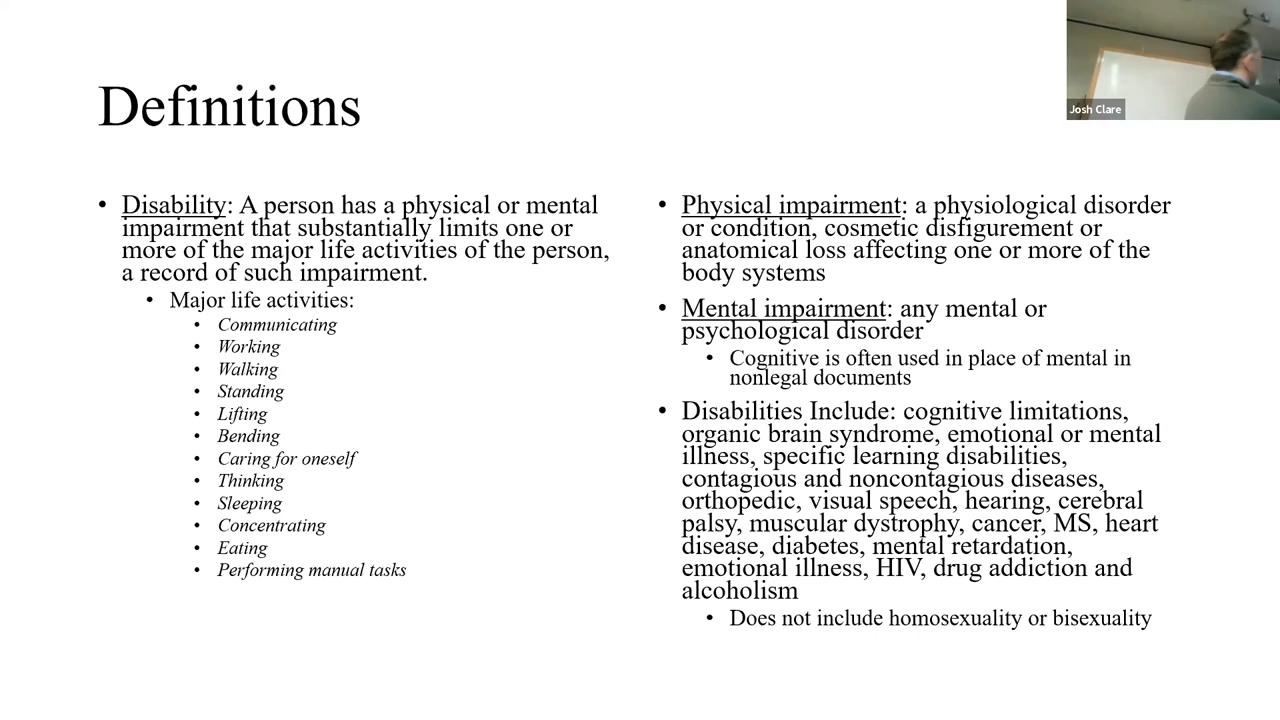 Josh Clare
Definitions
• Disability: A person has a physical or mental
impairment that substantially limits one or
more of the major life activities of the person,
a record of such impairment.
• Major life activities:
• Communicating
• Working
• Walking
• Standing
• Lifting
• Bending
• Caring for oneself
• Thinking
• Sleeping
• Concentrating
• Eating
• Performing manual tasks
• Physical impairment: a physiological disorder
or condition, cosmetic disfigurement or
anatomical loss affecting one or more of the
body systems
• Mental impairment: any mental or
psychological disorder
• Cognitive is often used in place of mental in
nonlegal documents
• Disabilities Include: cognitive limitations,
organic brain syndrome, emotional or mental
illness, specific learning disabilities,
contagious and noncontagious diseases,
orthopedic, visual speech, hearing, cerebral
palsy, muscular dystrophy, cancer, MS, heart
disease, diabetes, mental retardation,
emotional illness, HIV, drug addiction and
alcoholism
• Does not include homosexuality or bisexuality